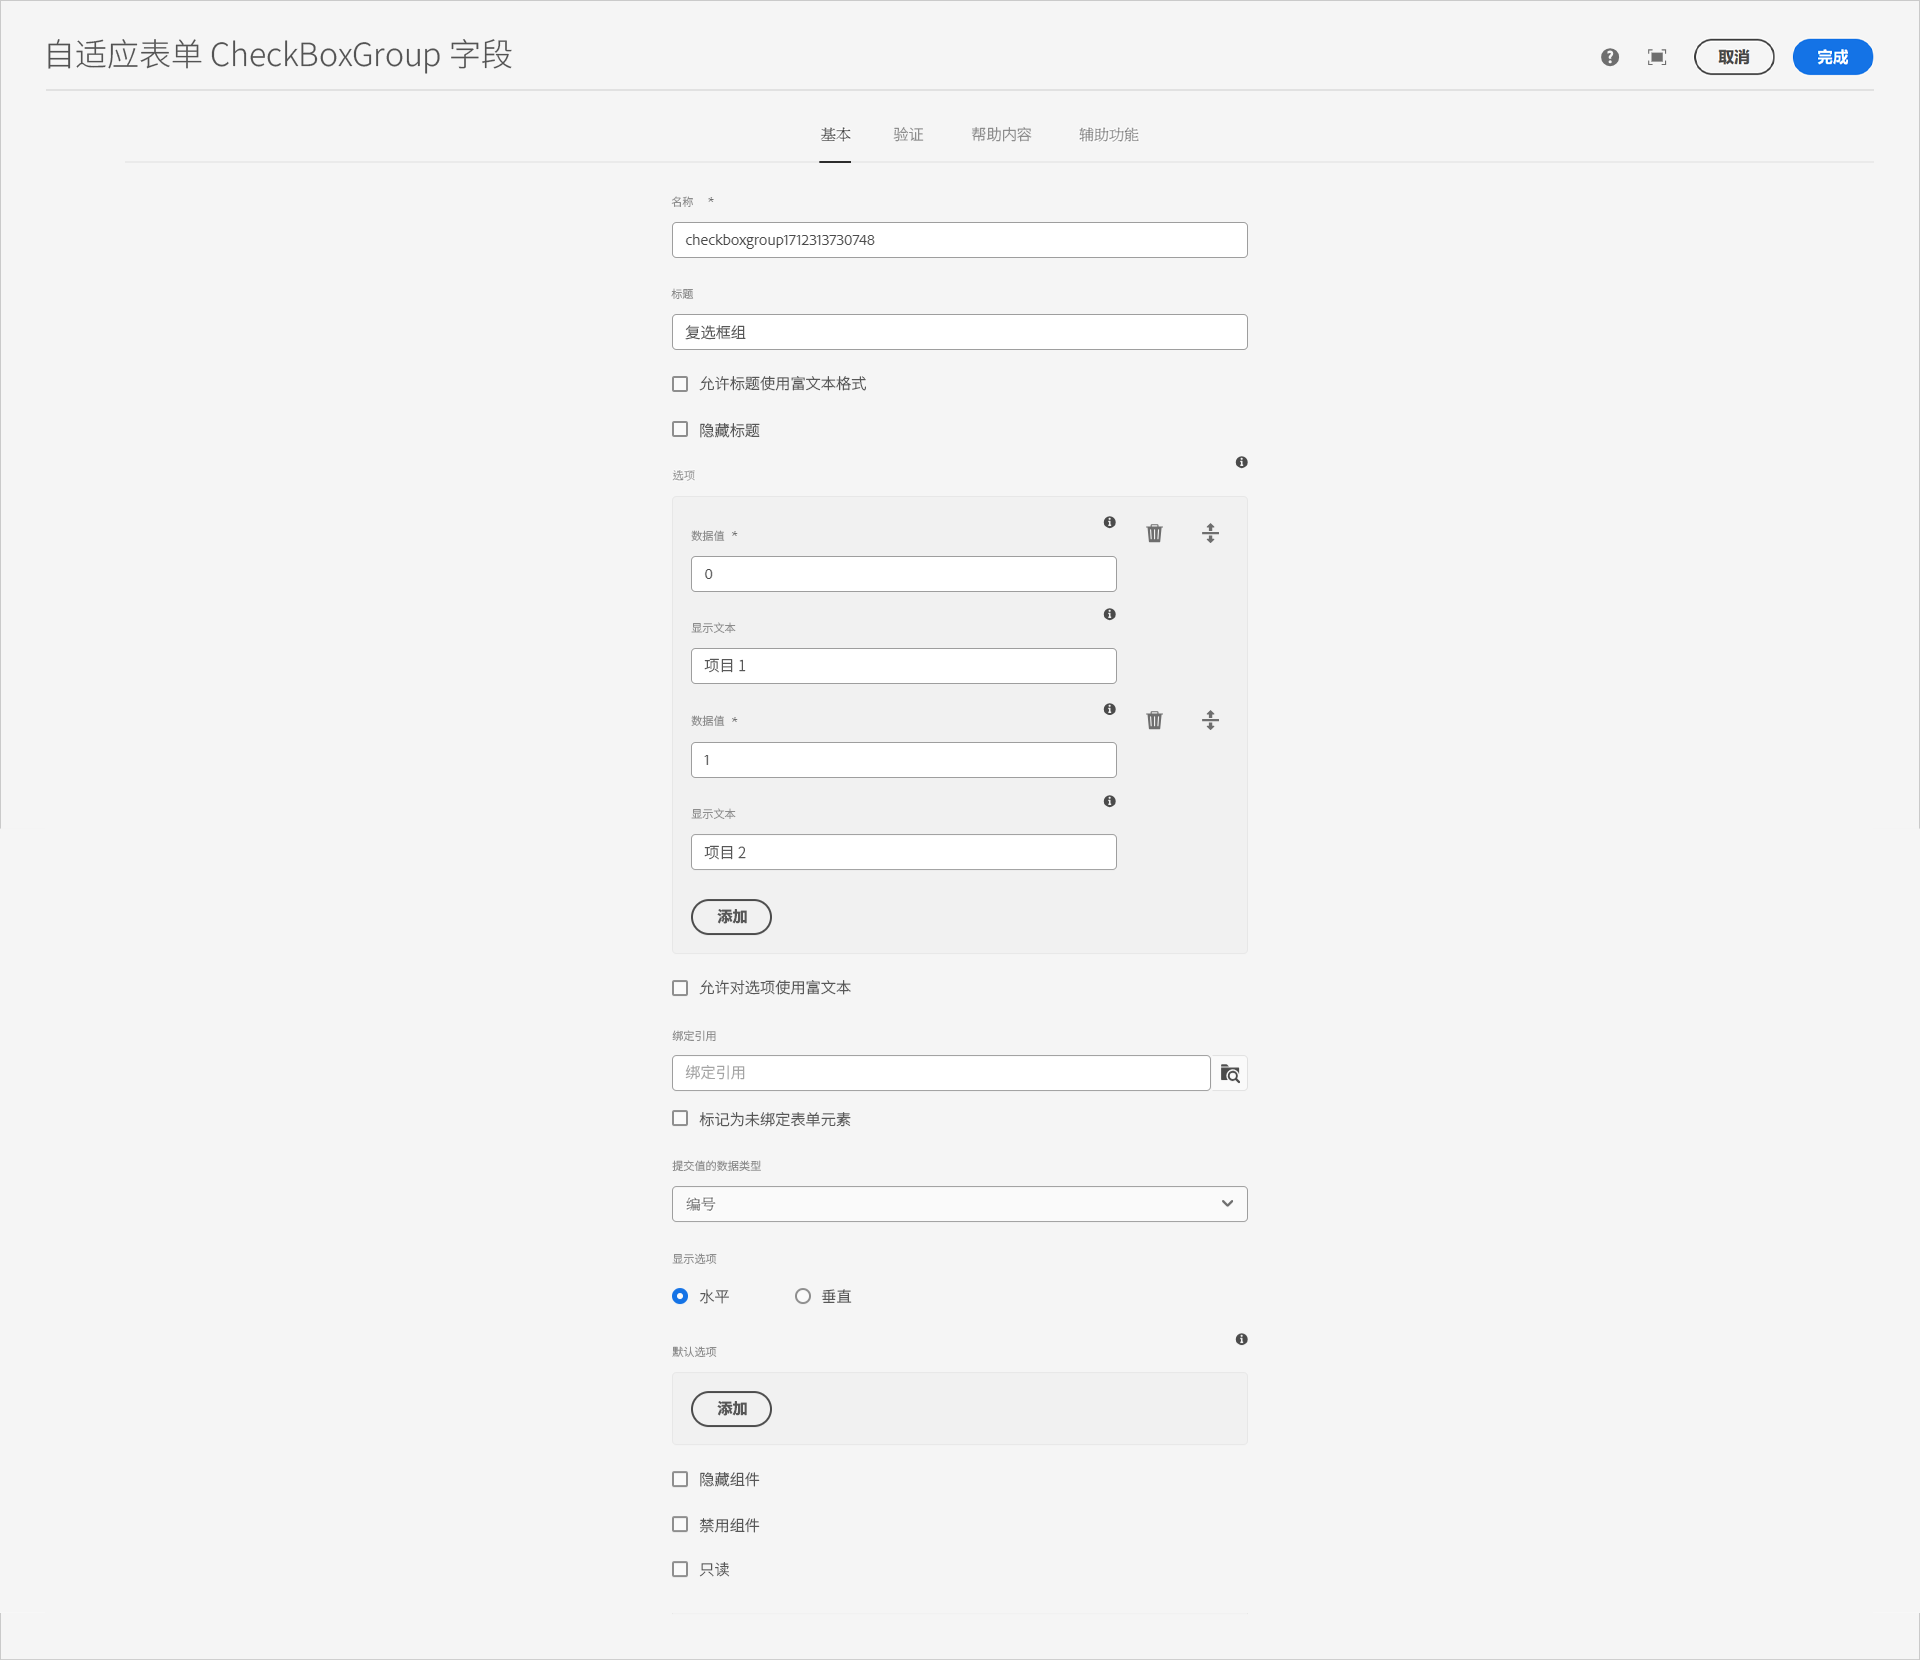 自适应表单 CheckBoxGroup 字段
取消
完成
基本 验证 帮助内容 辅助功能
名称 *
checkboxgroup1712313730748
标题
复选框组
允许标题使用富文本格式
隐藏标题
选项
数据值 *
0
显示文本
项目 1
数据值 *
1
显示文本
项目 2
添加
允许对选项使用富文本
绑定引用
绑定引用
标记为未绑定表单元素
提交值的数据类型
编号
显示选项
水平 垂直
默认选项
添加
隐藏组件
禁用组件
只读